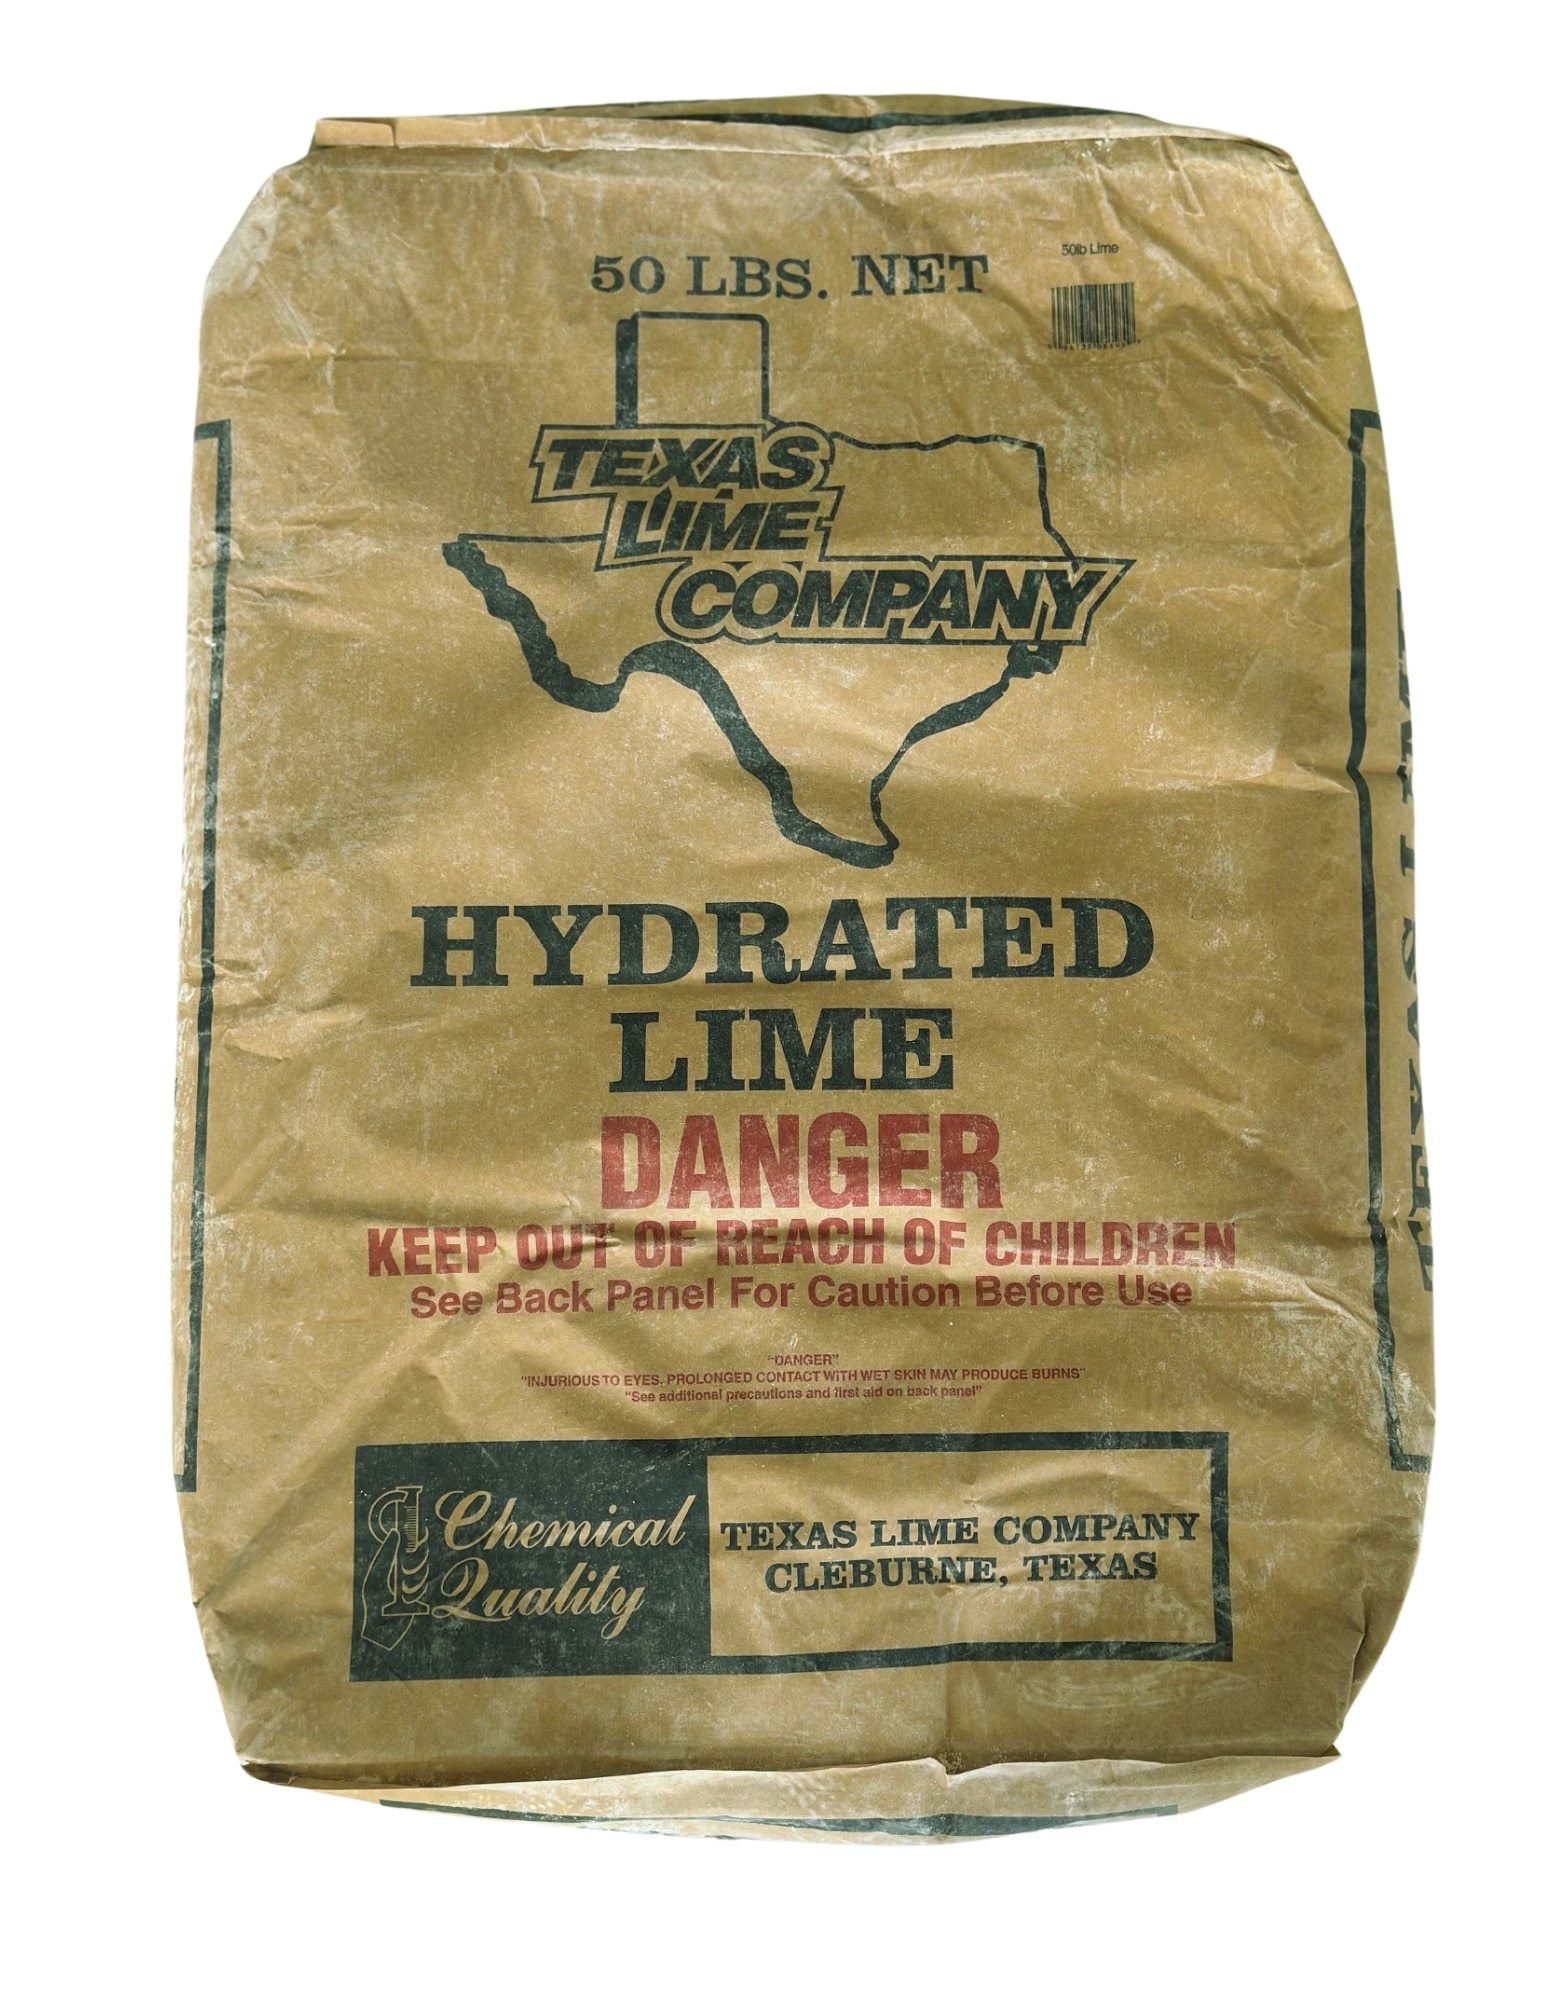 50 LBS. NET
50lb Lime
TEXAS
LIME
COMPANY
HYDRATED
LIME
DANGER
KEEP OUT OF REACH OF CHILDREN
See Back Panel For Caution Before Use
"DANGER"
"INJURIOUS TO EYES, PROLONGED CONTACT WITH WET SKIN MAY PRODUCE BURNS"
"See additional precautions and first aid on back panel"
Chemical
Quality
TEXAS LIME COMPANY
CLEBURNE, TEXAS
TEXAS LIME